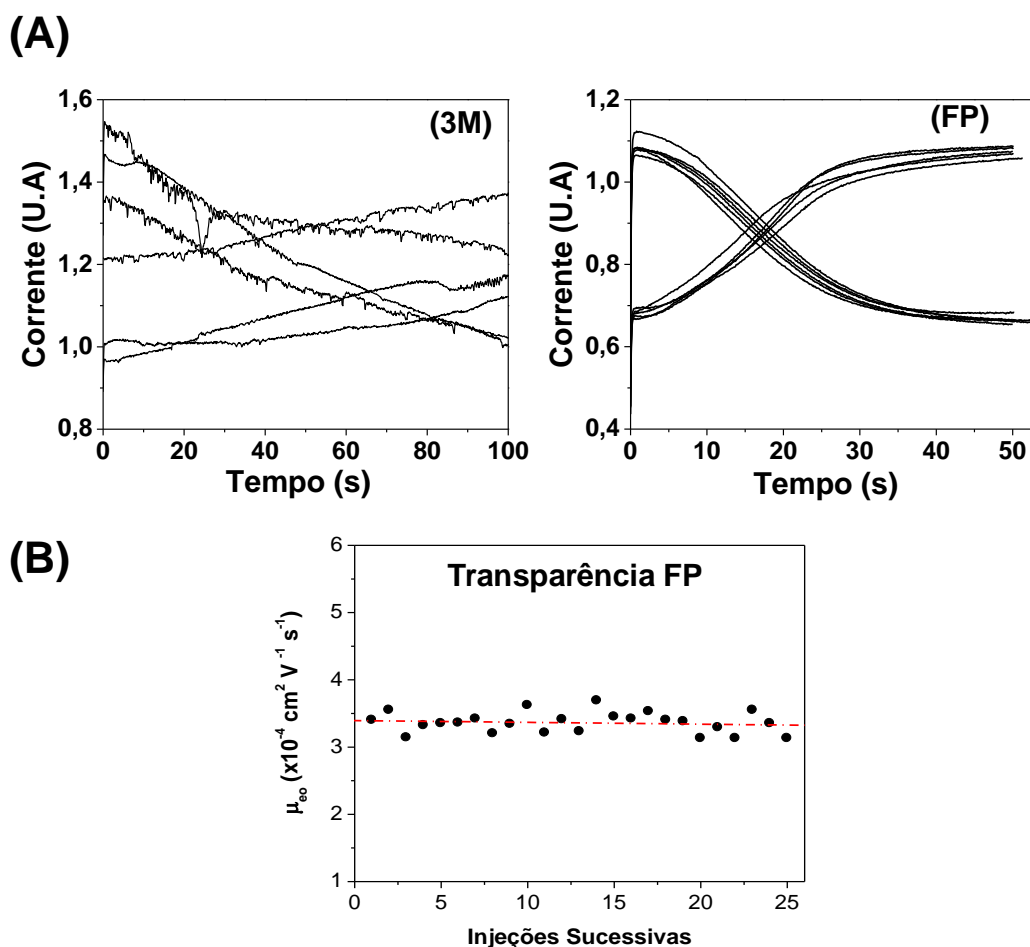 (A)
(3M)
1,6
1,4
1,2
1,0
0,8
Corrente (U.A)
0 20 40 60 80 100
Tempo (s)
(FP)
1,2
1,0
0,8
0,6
0,4
Corrente (U.A)
0 10 20 30 40 50
Tempo (s)
(B)
Transparência FP
6
5
4
3
2
1
μeo (x10⁻⁴ cm² V⁻¹ s⁻¹)
0 5 10 15 20 25
Injeções Sucessivas